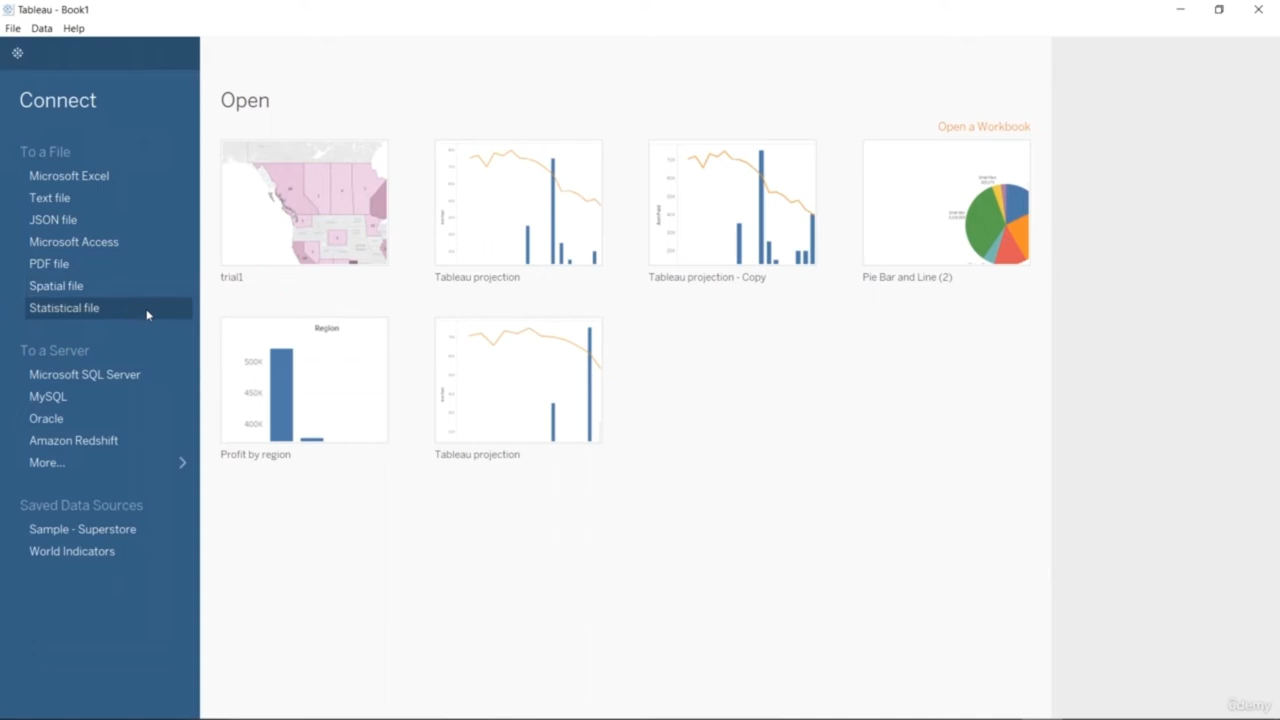 Tableau - Book1
File Data Help
Connect
To a File
Microsoft Excel
Text file
JSON file
Microsoft Access
PDF file
Spatial file
Statistical file
To a Server
Microsoft SQL Server
MySQL
Oracle
Amazon Redshift
More...
Saved Data Sources
Sample - Superstore
World Indicators
Open
Open a Workbook
trial1
Tableau projection
Tableau projection - Copy
Pie Bar and Line (2)
Region
500K
450K
400K
Profit by region
Tableau projection
ûdemy